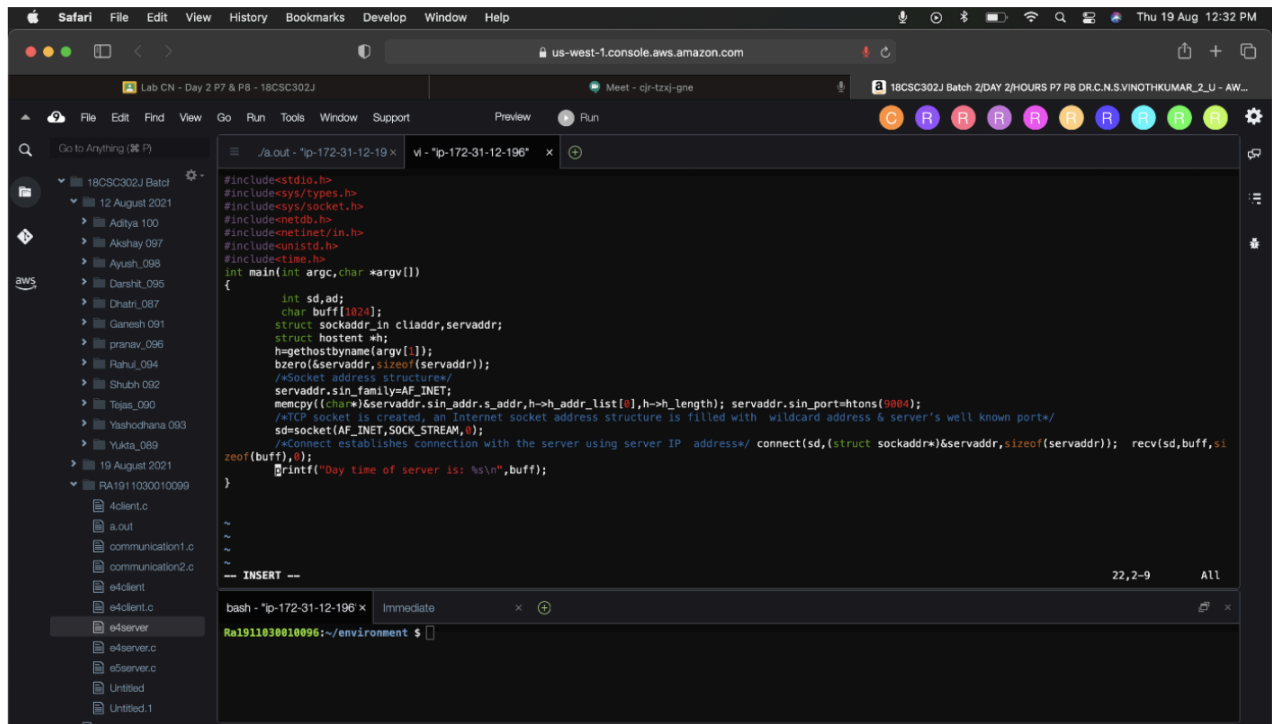 Safari File Edit View History Bookmarks Develop Window Help Thu 19 Aug 12:32 PM
us-west-1.console.aws.amazon.com
Lab CN - Day 2 P7 & P8 - 18CSC302J
Meet - cjr-tzxj-gne
a 18CSC302J Batch 2/DAY 2/HOURS P7 P8 DR.C.N.S.VINOTHKUMAR_2_U - AW...
9 File Edit Find View Go Run Tools Window Support Preview Run C R R R R R R R R R
Go to Anything (⌘ P)
./a.out - "ip-172-31-12-19 ×
vi - "ip-172-31-12-196" ×
aws
18CSC302J Batch
12 August 2021
Aditya 100
Akshay 097
Ayush_098
Darshit_095
Dhatri_087
Ganesh 091
pranav_096
Rahul_094
Shubh 092
Tejas_090
Yashodhana 093
Yukta_089
19 August 2021
RA1911030010099
4client.c
a.out
communication1.c
communication2.c
e4client
e4client.c
e4server
e4server.c
e5server.c
Untitled
Untitled.1
#include<stdio.h>
#include<sys/types.h>
#include<sys/socket.h>
#include<netdb.h>
#include<netinet/in.h>
#include<unistd.h>
#include<time.h>
int main(int argc,char *argv[])
{
int sd,ad;
char buff[1024];
struct sockaddr_in cliaddr,servaddr;
struct hostent *h;
h=gethostbyname(argv[1]);
bzero(&servaddr,sizeof(servaddr));
/*Socket address structure*/
servaddr.sin_family=AF_INET;
memcpy((char*)&servaddr.sin_addr.s_addr,h->h_addr_list[0],h->h_length); servaddr.sin_port=htons(9004);
/*TCP socket is created, an Internet socket address structure is filled with wildcard address & server's well known port*/
sd=socket(AF_INET,SOCK_STREAM,0);
/*Connect establishes connection with the server using server IP address*/ connect(sd,(struct sockaddr*)&servaddr,sizeof(servaddr)); recv(sd,buff,si
zeof(buff),0);
printf("Day time of server is: %s\n",buff);
}
~
~
~
~
-- INSERT -- 22,2-9 All
bash - "ip-172-31-12-196" ×
Immediate ×
Ra1911030010096:~/environment $